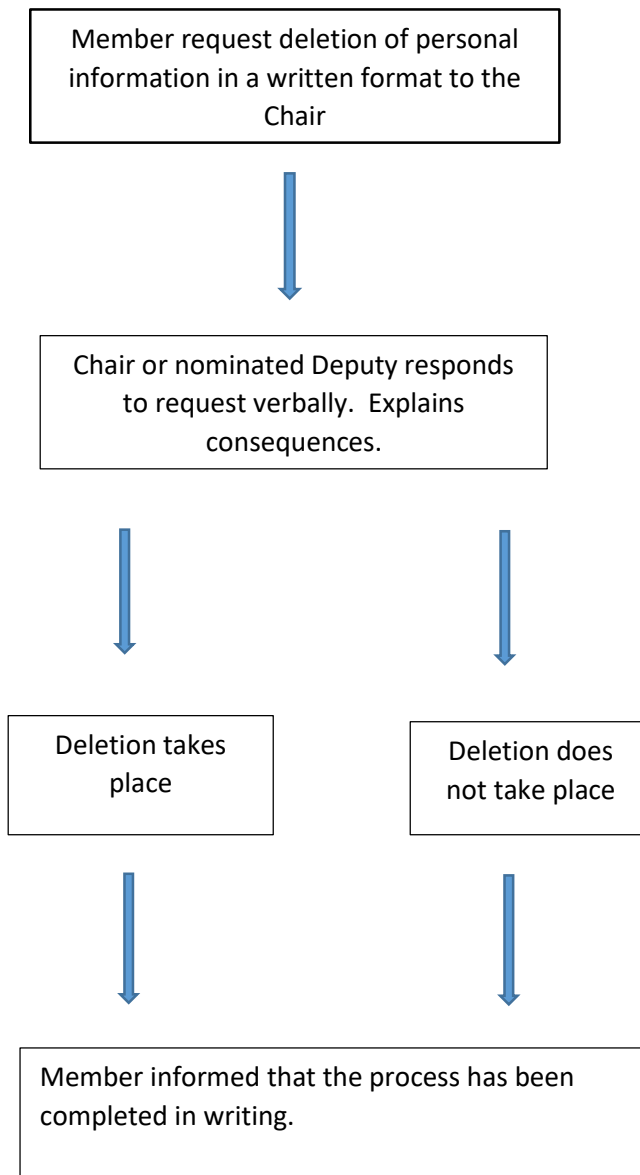 Member request deletion of personal
information in a written format to the
Chair
Chair or nominated Deputy responds
to request verbally.  Explains
consequences.
Deletion takes
place
Deletion does
not take place
Member informed that the process has been
completed in writing.